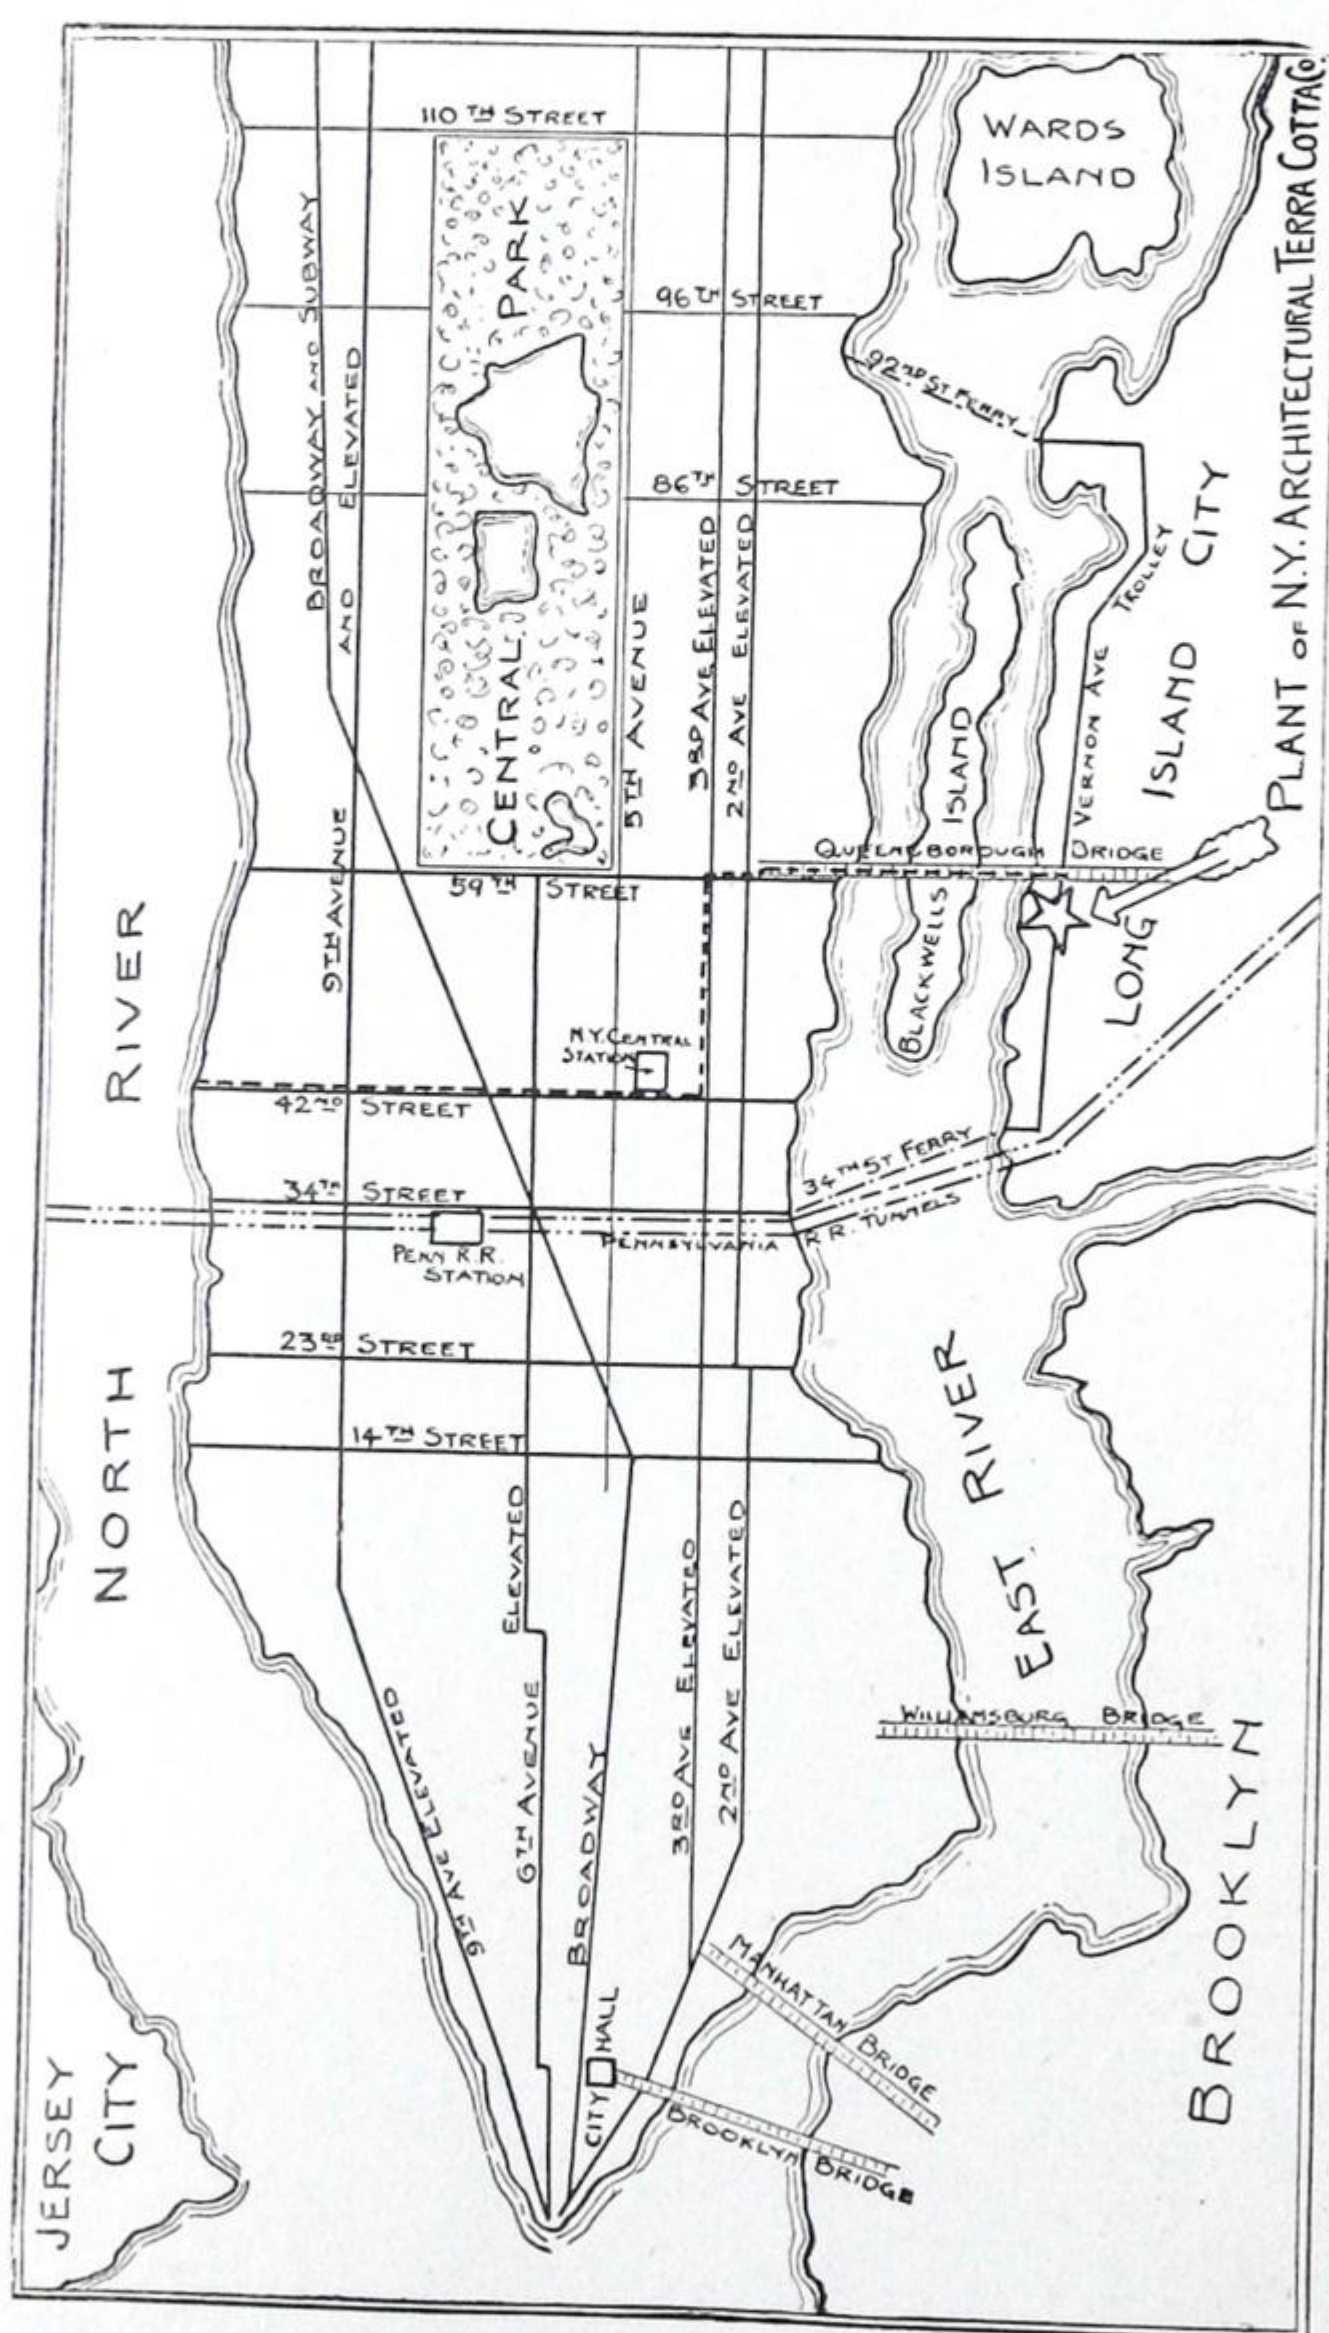 110TH STREET
WARDS
ISLAND
PLANT OF N.Y. ARCHITECTURAL TERRA COTTA CO.
BROADWAY AND SUBWAY
9TH AVENUE AND ELEVATED
CENTRAL PARK
96TH STREET
92ND ST. FERRY
86TH STREET
5TH AVENUE
3RD AVE ELEVATED
2ND AVE ELEVATED
TROLLEY
VERNON AVE
LONG ISLAND CITY
QUEENSBOROUGH BRIDGE
BLACKWELLS ISLAND
59TH STREET
NORTH RIVER
N.Y. CENTRAL
STATION
42ND STREET
34TH STREET
34TH ST FERRY
PENNSYLVANIA R.R. TUNNELS
PENN R.R.
STATION
23RD STREET
14TH STREET
EAST RIVER
6TH AVENUE ELEVATED
9TH AVE ELEVATED
BROADWAY
3RD AVE ELEVATED
2ND AVE ELEVATED
WILLIAMSBURG BRIDGE
BROOKLYN
MANHATTAN BRIDGE
CITY HALL
BROOKLYN BRIDGE
JERSEY
CITY